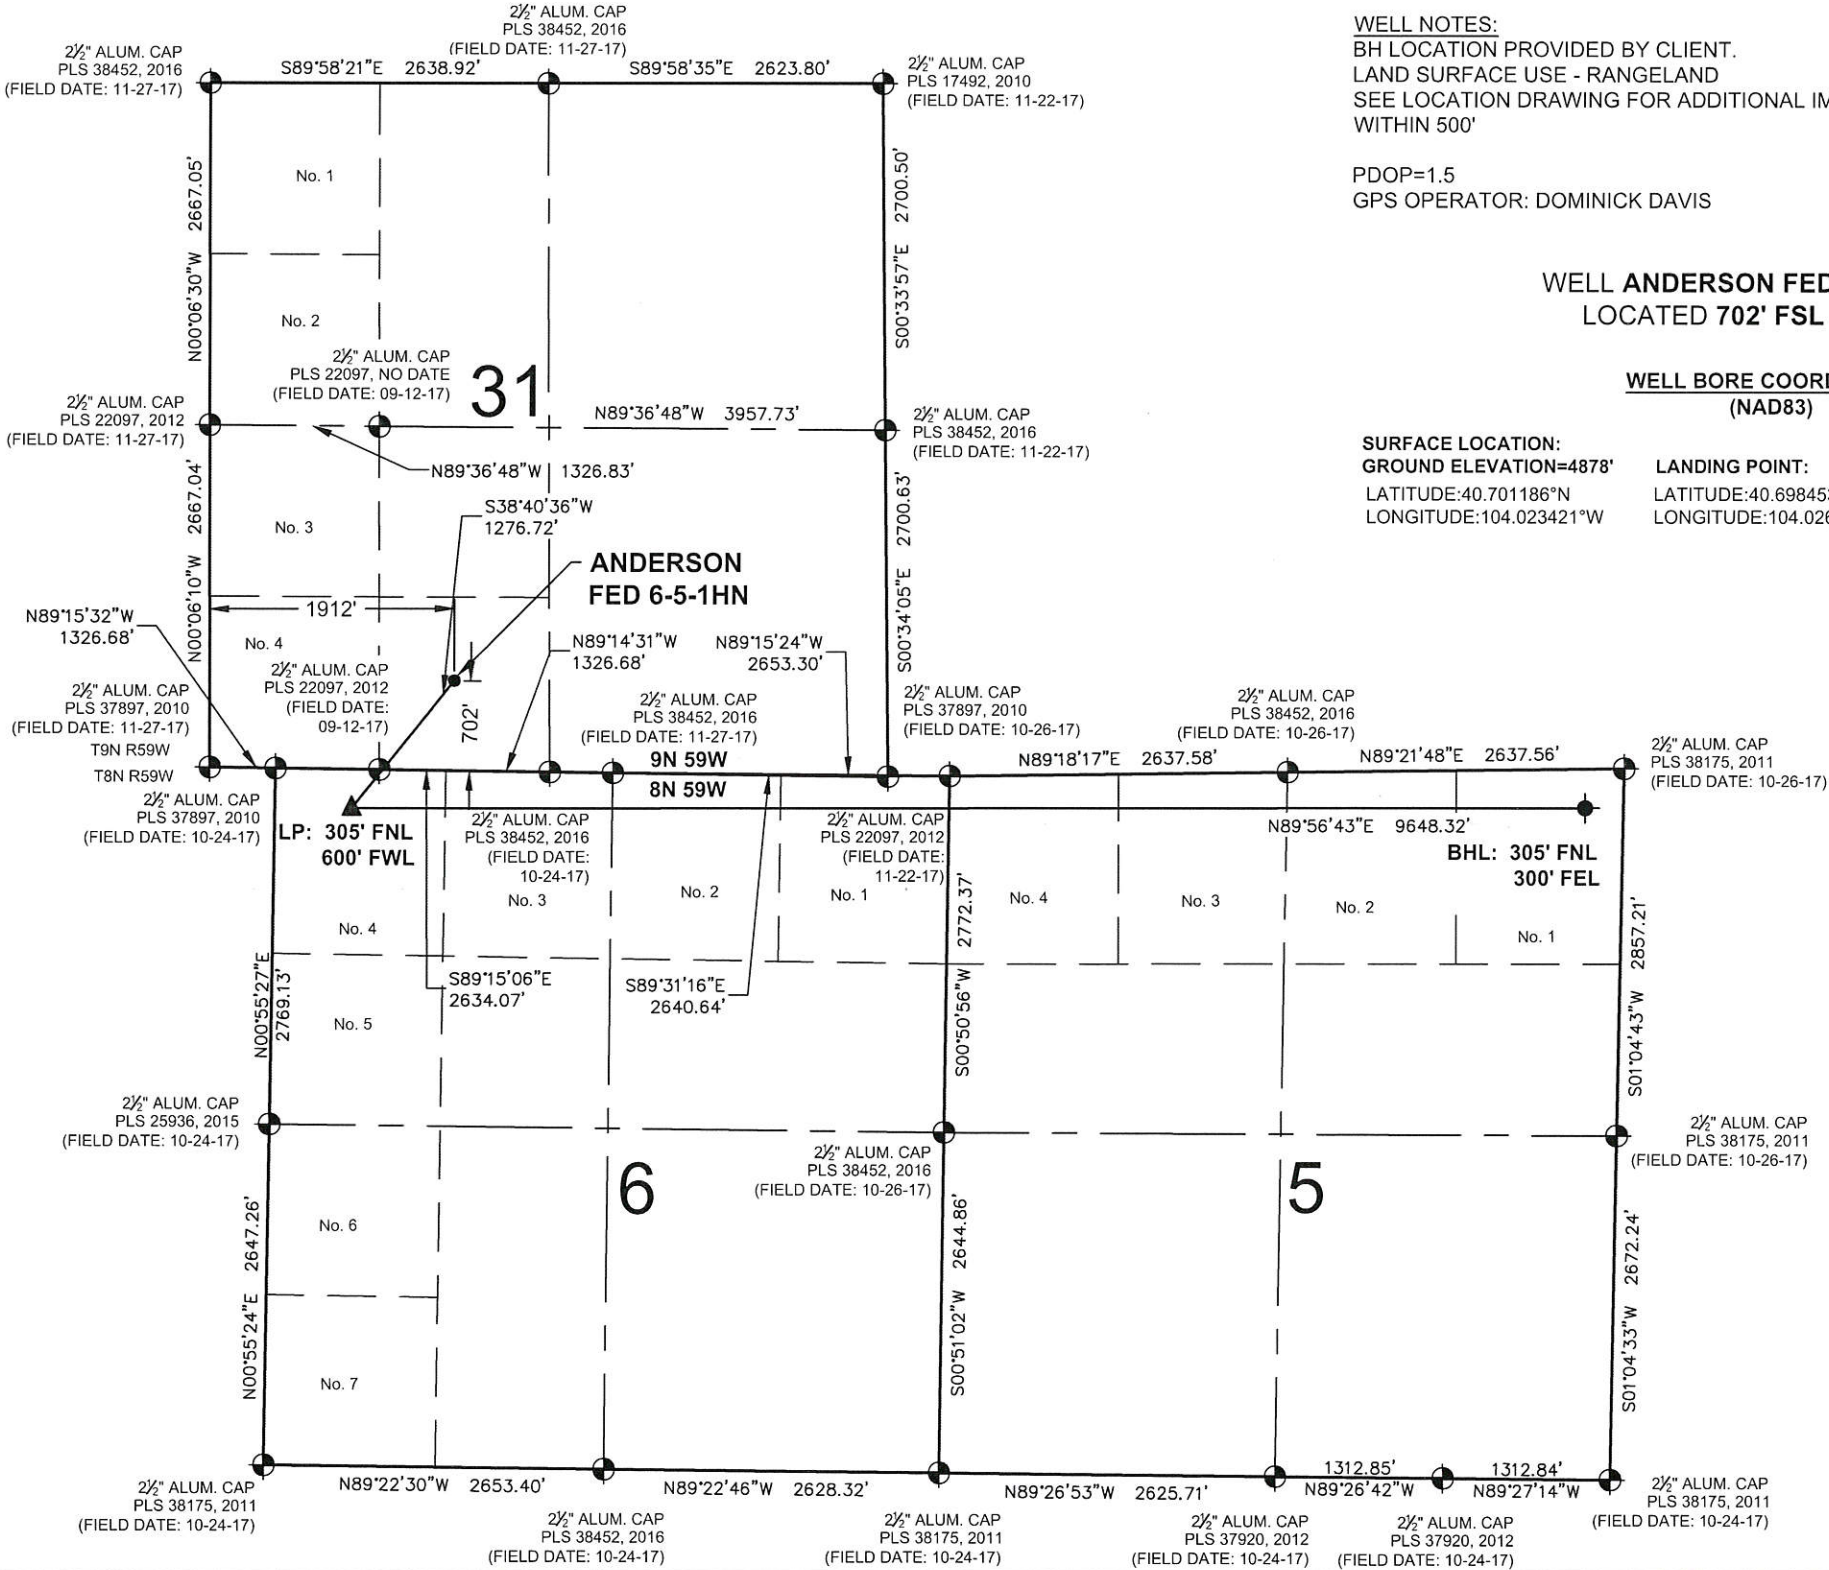 2½" ALUM. CAP
PLS 38452, 2016
(FIELD DATE: 11-27-17)
2½" ALUM. CAP
PLS 38452, 2016
(FIELD DATE: 11-27-17)
S89°58'21"E 2638.92'
S89°58'35"E 2623.80'
2½" ALUM. CAP
PLS 17492, 2010
(FIELD DATE: 11-22-17)
WELL NOTES:
BH LOCATION PROVIDED BY CLIENT.
LAND SURFACE USE - RANGELAND
SEE LOCATION DRAWING FOR ADDITIONAL IM
WITHIN 500'
PDOP=1.5
GPS OPERATOR: DOMINICK DAVIS
WELL ANDERSON FED
LOCATED 702' FSL
WELL BORE COORD
(NAD83)
SURFACE LOCATION:
GROUND ELEVATION=4878'
LATITUDE:40.701186°N
LONGITUDE:104.023421°W
LANDING POINT:
LATITUDE:40.69845
LONGITUDE:104.026
N00°06'30"W 2667.05'
No. 1
No. 2
S00°33'57"E 2700.50'
2½" ALUM. CAP
PLS 22097, NO DATE
(FIELD DATE: 09-12-17)
31
2½" ALUM. CAP
PLS 22097, 2012
(FIELD DATE: 11-27-17)
N89°36'48"W 3957.73'
2½" ALUM. CAP
PLS 38452, 2016
(FIELD DATE: 11-22-17)
N89°36'48"W 1326.83'
N00°06'10"W 2667.04'
No. 3
S38°40'36"W
1276.72'
S00°34'05"E 2700.63'
ANDERSON
FED 6-5-1HN
1912'
N89°15'32"W
1326.68'
No. 4
N89°14'31"W
1326.68'
N89°15'24"W
2653.30'
2½" ALUM. CAP
PLS 22097, 2012
(FIELD DATE:
09-12-17)
702'
2½" ALUM. CAP
PLS 37897, 2010
(FIELD DATE: 11-27-17)
T9N R59W
T8N R59W
2½" ALUM. CAP
PLS 38452, 2016
(FIELD DATE: 11-27-17)
9N 59W
8N 59W
2½" ALUM. CAP
PLS 37897, 2010
(FIELD DATE: 10-26-17)
2½" ALUM. CAP
PLS 38452, 2016
(FIELD DATE: 10-26-17)
N89°18'17"E 2637.58'
N89°21'48"E 2637.56'
2½" ALUM. CAP
PLS 38175, 2011
(FIELD DATE: 10-26-17)
2½" ALUM. CAP
PLS 37897, 2010
(FIELD DATE: 10-24-17)
LP: 305' FNL
600' FWL
2½" ALUM. CAP
PLS 38452, 2016
(FIELD DATE:
10-24-17)
2½" ALUM. CAP
PLS 22097, 2012
(FIELD DATE:
11-22-17)
N89°56'43"E 9648.32'
BHL: 305' FNL
300' FEL
No. 4
No. 3
No. 2
No. 1
No. 4
No. 3
No. 2
No. 1
S89°15'06"E
2634.07'
S89°31'16"E
2640.64'
N00°55'27"E
2769.13'
S00°50'56"W 2772.37'
S01°04'43"W 2857.21'
No. 5
2½" ALUM. CAP
PLS 25936, 2015
(FIELD DATE: 10-24-17)
2½" ALUM. CAP
PLS 38452, 2016
(FIELD DATE: 10-26-17)
2½" ALUM. CAP
PLS 38175, 2011
(FIELD DATE: 10-26-17)
6
5
No. 6
No. 7
N00°55'24"E 2647.26'
S00°51'02"W 2644.86'
S01°04'33"W 2672.24'
N89°22'30"W 2653.40'
N89°22'46"W 2628.32'
N89°26'53"W 2625.71'
1312.85'
N89°26'42"W
1312.84'
N89°27'14"W
2½" ALUM. CAP
PLS 38175, 2011
(FIELD DATE: 10-24-17)
2½" ALUM. CAP
PLS 38452, 2016
(FIELD DATE: 10-24-17)
2½" ALUM. CAP
PLS 38175, 2011
(FIELD DATE: 10-24-17)
2½" ALUM. CAP
PLS 37920, 2012
(FIELD DATE: 10-24-17)
2½" ALUM. CAP
PLS 37920, 2012
(FIELD DATE: 10-24-17)
2½" ALUM. CAP
PLS 38175, 2011
(FIELD DATE: 10-24-17)